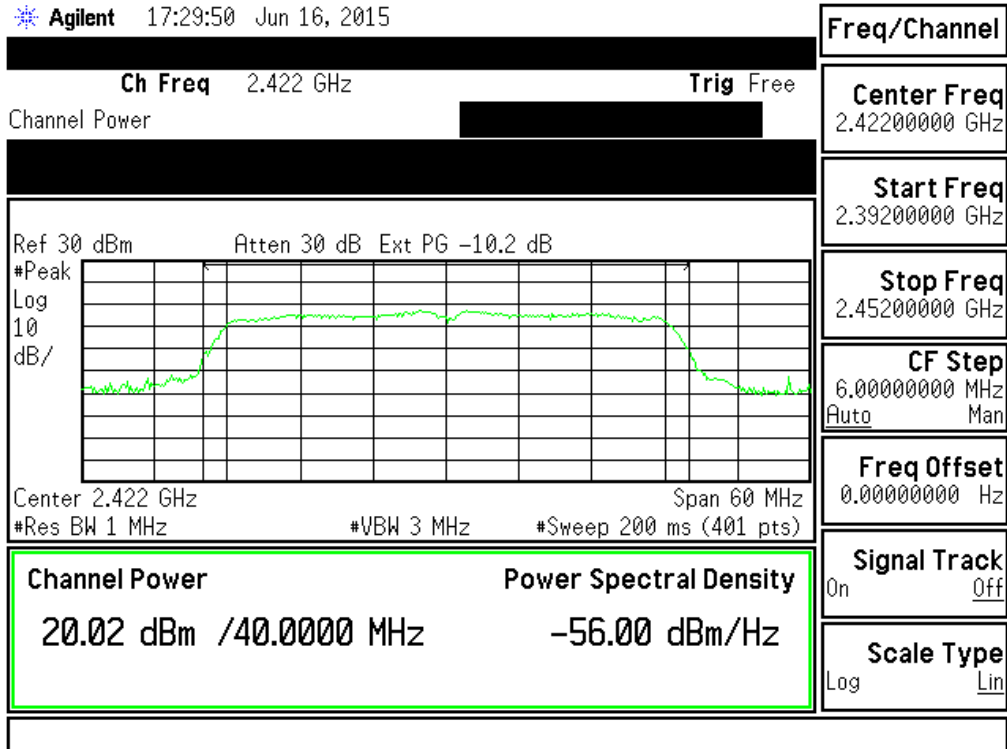 Agilent 17:29:50 Jun 16, 2015
Freq/Channel
Ch Freq 2.422 GHz Trig Free
Channel Power
Center Freq
2.42200000 GHz
Start Freq
2.39200000 GHz
Stop Freq
2.45200000 GHz
CF Step
6.00000000 MHz
Auto Man
Freq Offset
0.00000000 Hz
Signal Track
On Off
Scale Type
Log Lin
Ref 30 dBm Atten 30 dB Ext PG -10.2 dB
#Peak
Log
10
dB/
Center 2.422 GHz Span 60 MHz
#Res BW 1 MHz #VBW 3 MHz #Sweep 200 ms (401 pts)
Channel Power Power Spectral Density
20.02 dBm /40.0000 MHz -56.00 dBm/Hz